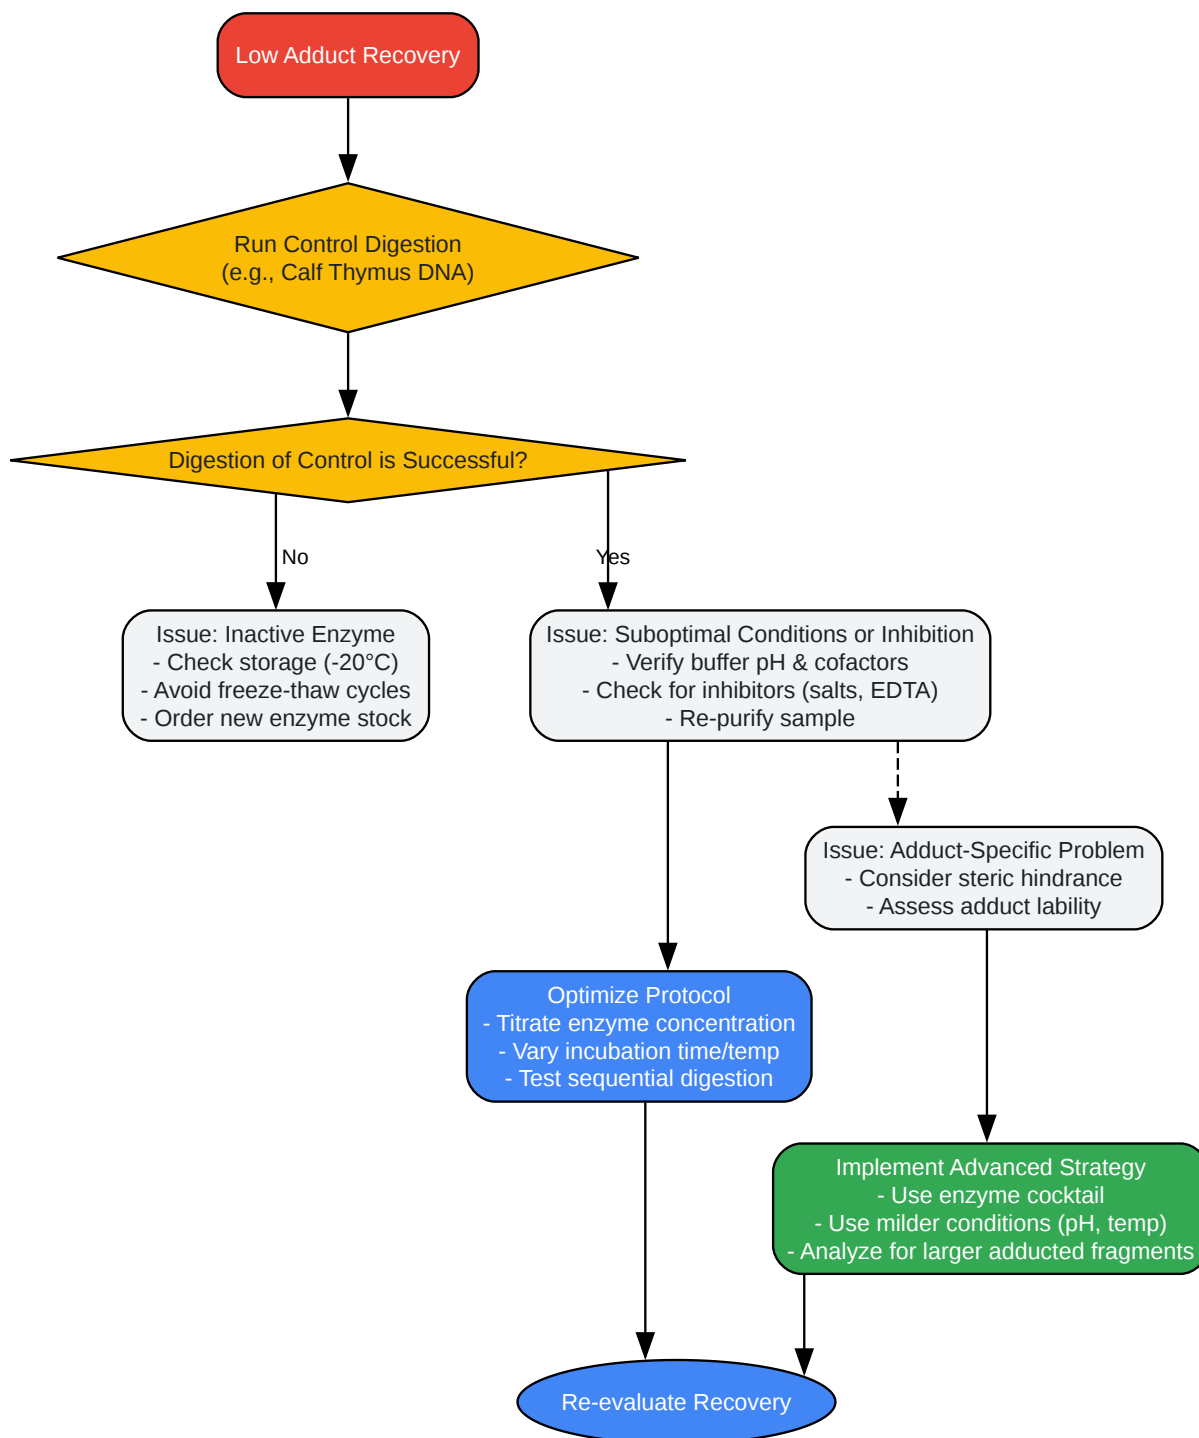 Low Adduct Recovery
Run Control Digestion
(e.g., Calf Thymus DNA)
Digestion of Control is Successful?
No
Yes
Issue: Inactive Enzyme
- Check storage (-20°C)
- Avoid freeze-thaw cycles
- Order new enzyme stock
Issue: Suboptimal Conditions or Inhibition
- Verify buffer pH & cofactors
- Check for inhibitors (salts, EDTA)
- Re-purify sample
Issue: Adduct-Specific Problem
- Consider steric hindrance
- Assess adduct lability
Optimize Protocol
- Titrate enzyme concentration
- Vary incubation time/temp
- Test sequential digestion
Implement Advanced Strategy
- Use enzyme cocktail
- Use milder conditions (pH, temp)
- Analyze for larger adducted fragments
Re-evaluate Recovery